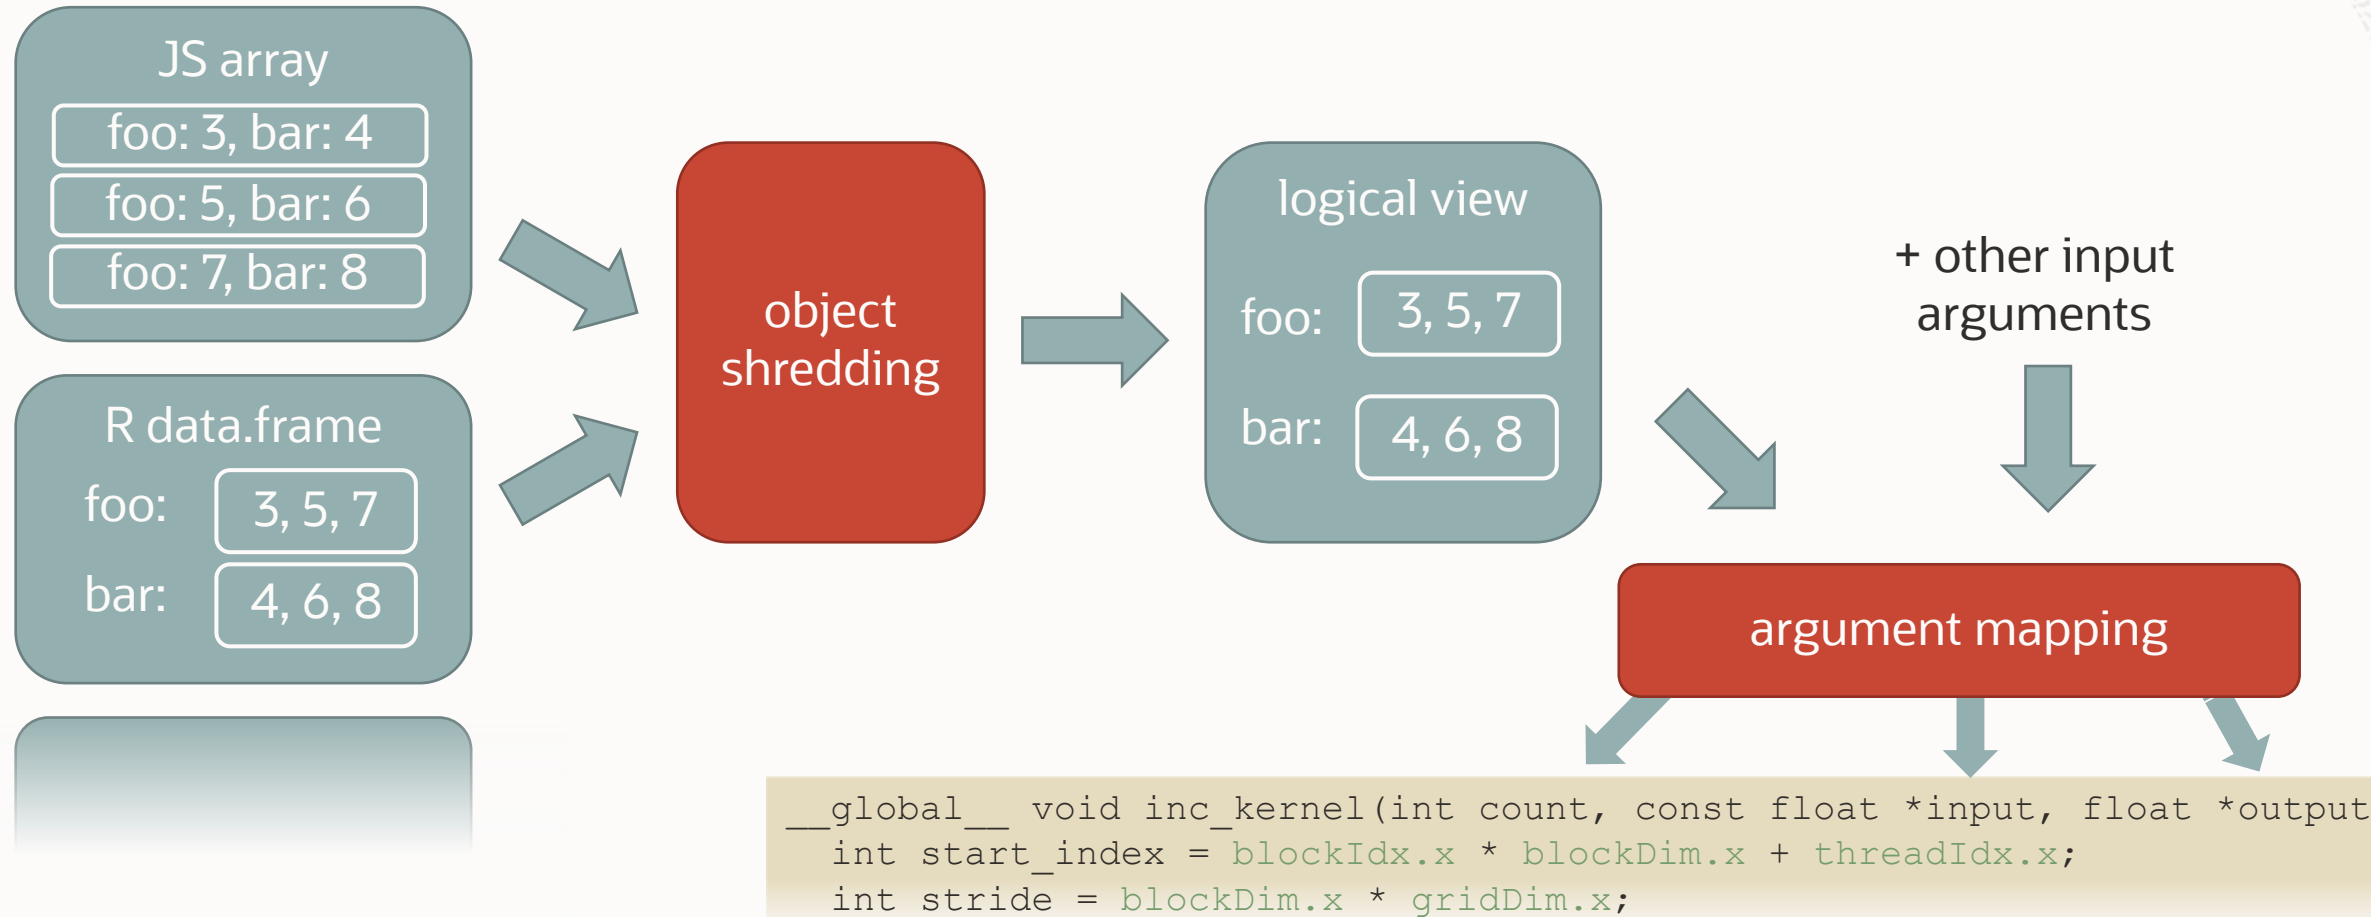 JS array
foo: 3, bar: 4
foo: 5, bar: 6
foo: 7, bar: 8
R data.frame
foo: 3, 5, 7
bar: 4, 6, 8
object
shredding
logical view
foo: 3, 5, 7
bar: 4, 6, 8
+ other input
arguments
argument mapping
__global__ void inc_kernel(int count, const float *input, float *output
int start_index = blockIdx.x * blockDim.x + threadIdx.x;
int stride = blockDim.x * gridDim.x;